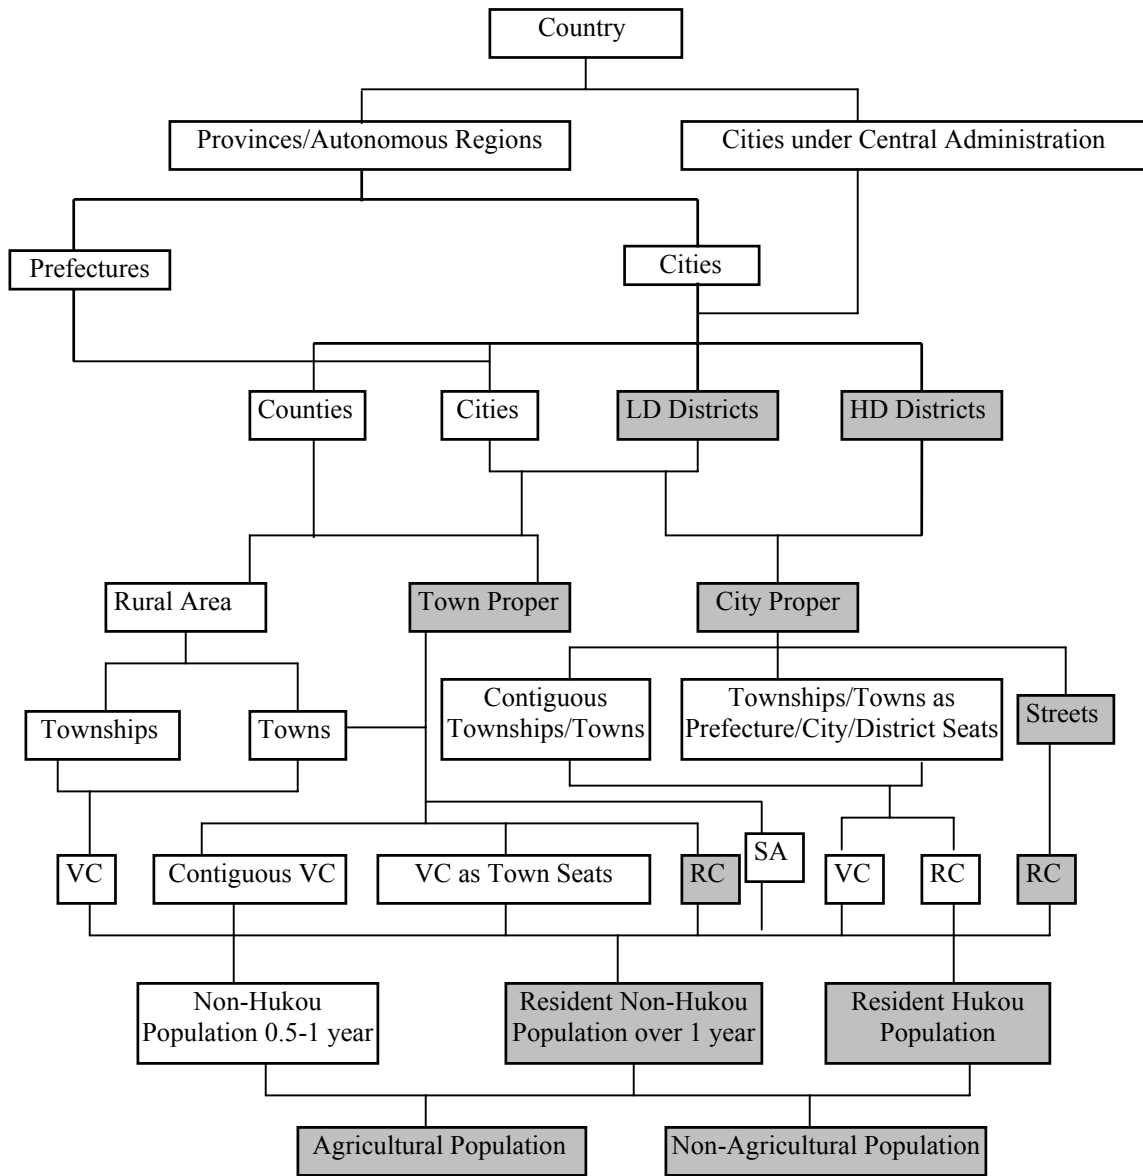 Country
Provinces/Autonomous Regions
Cities under Central Administration
Prefectures
Cities
Counties
Cities
LD Districts
HD Districts
Rural Area
Town Proper
City Proper
Townships
Towns
Contiguous
Townships/Towns
Townships/Towns as
Prefecture/City/District Seats
Streets
VC
Contiguous VC
VC as Town Seats
RC
SA
VC
RC
RC
Non-Hukou
Population 0.5-1 year
Resident Non-Hukou
Population over 1 year
Resident Hukou
Population
Agricultural Population
Non-Agricultural Population